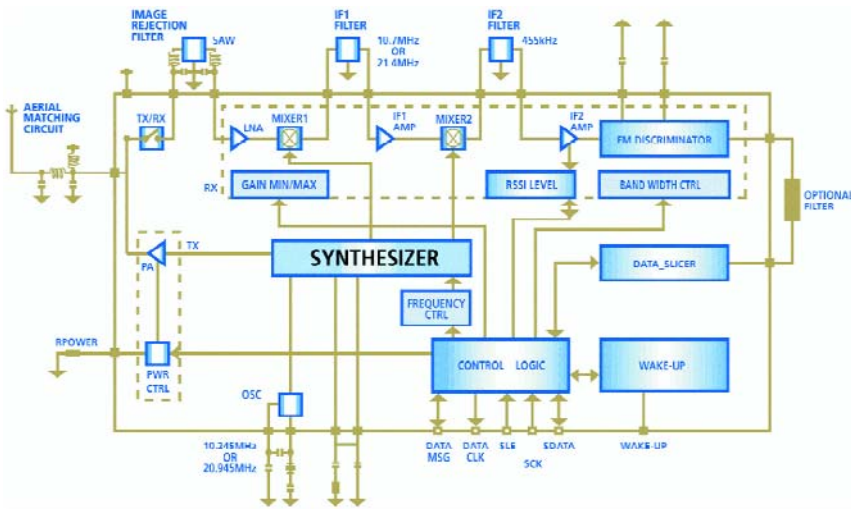 IMAGE
REJECTION
FILTER
SAW
IF1
FILTER
10.7MHz
OR
21.4MHz
IF2
FILTER
455kHz
AERIAL
MATCHING
CIRCUIT
TX/RX
LNA
MIXER1
IF1
AMP
MIXER2
IF2
AMP
FM DISCRIMINATOR
RX
GAIN MIN/MAX
RSSI LEVEL
BAND WIDTH CTRL
OPTIONAL
FILTER
TX
PA
SYNTHESIZER
DATA_SLICER
FREQUENCY
CTRL
RPOWER
PWR
CTRL
CONTROL LOGIC
WAKE-UP
OSC
10.245MHz
OR
20.945MHz
DATA
MSG
DATA
CLK
SLE
SCK
SDATA
WAKE-UP